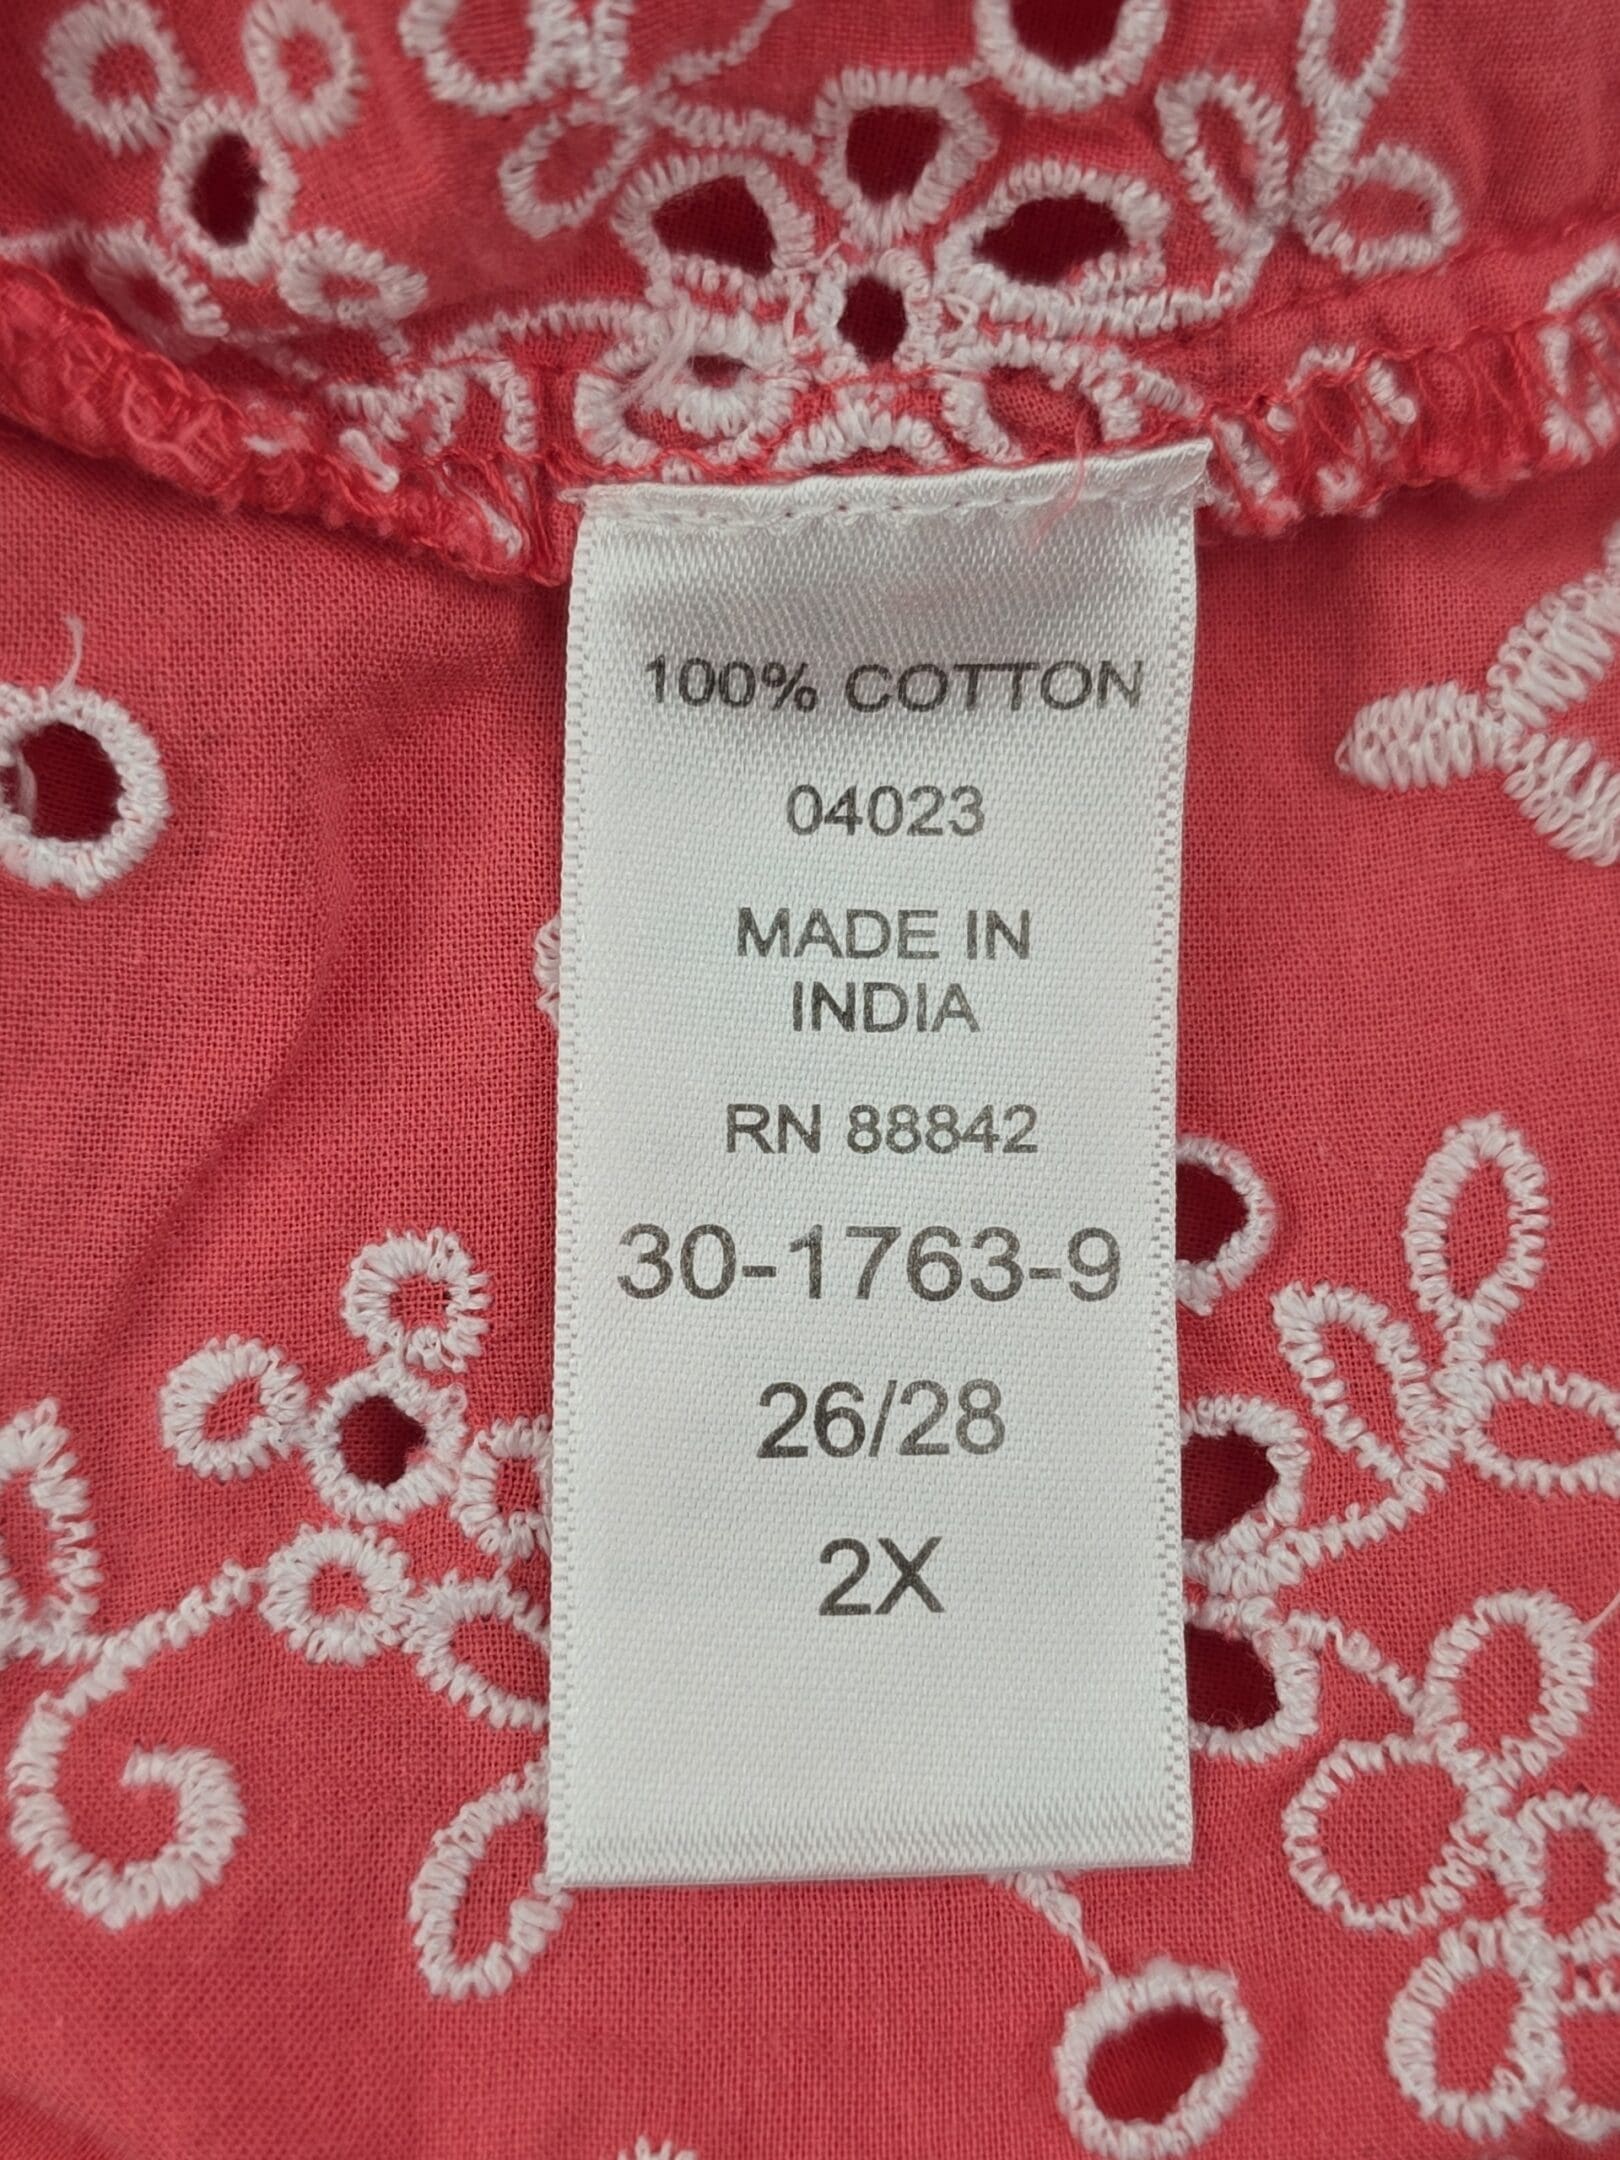 100% COTTON
04023
MADE IN
INDIA
RN 88842
30-1763-9
26/28
2X